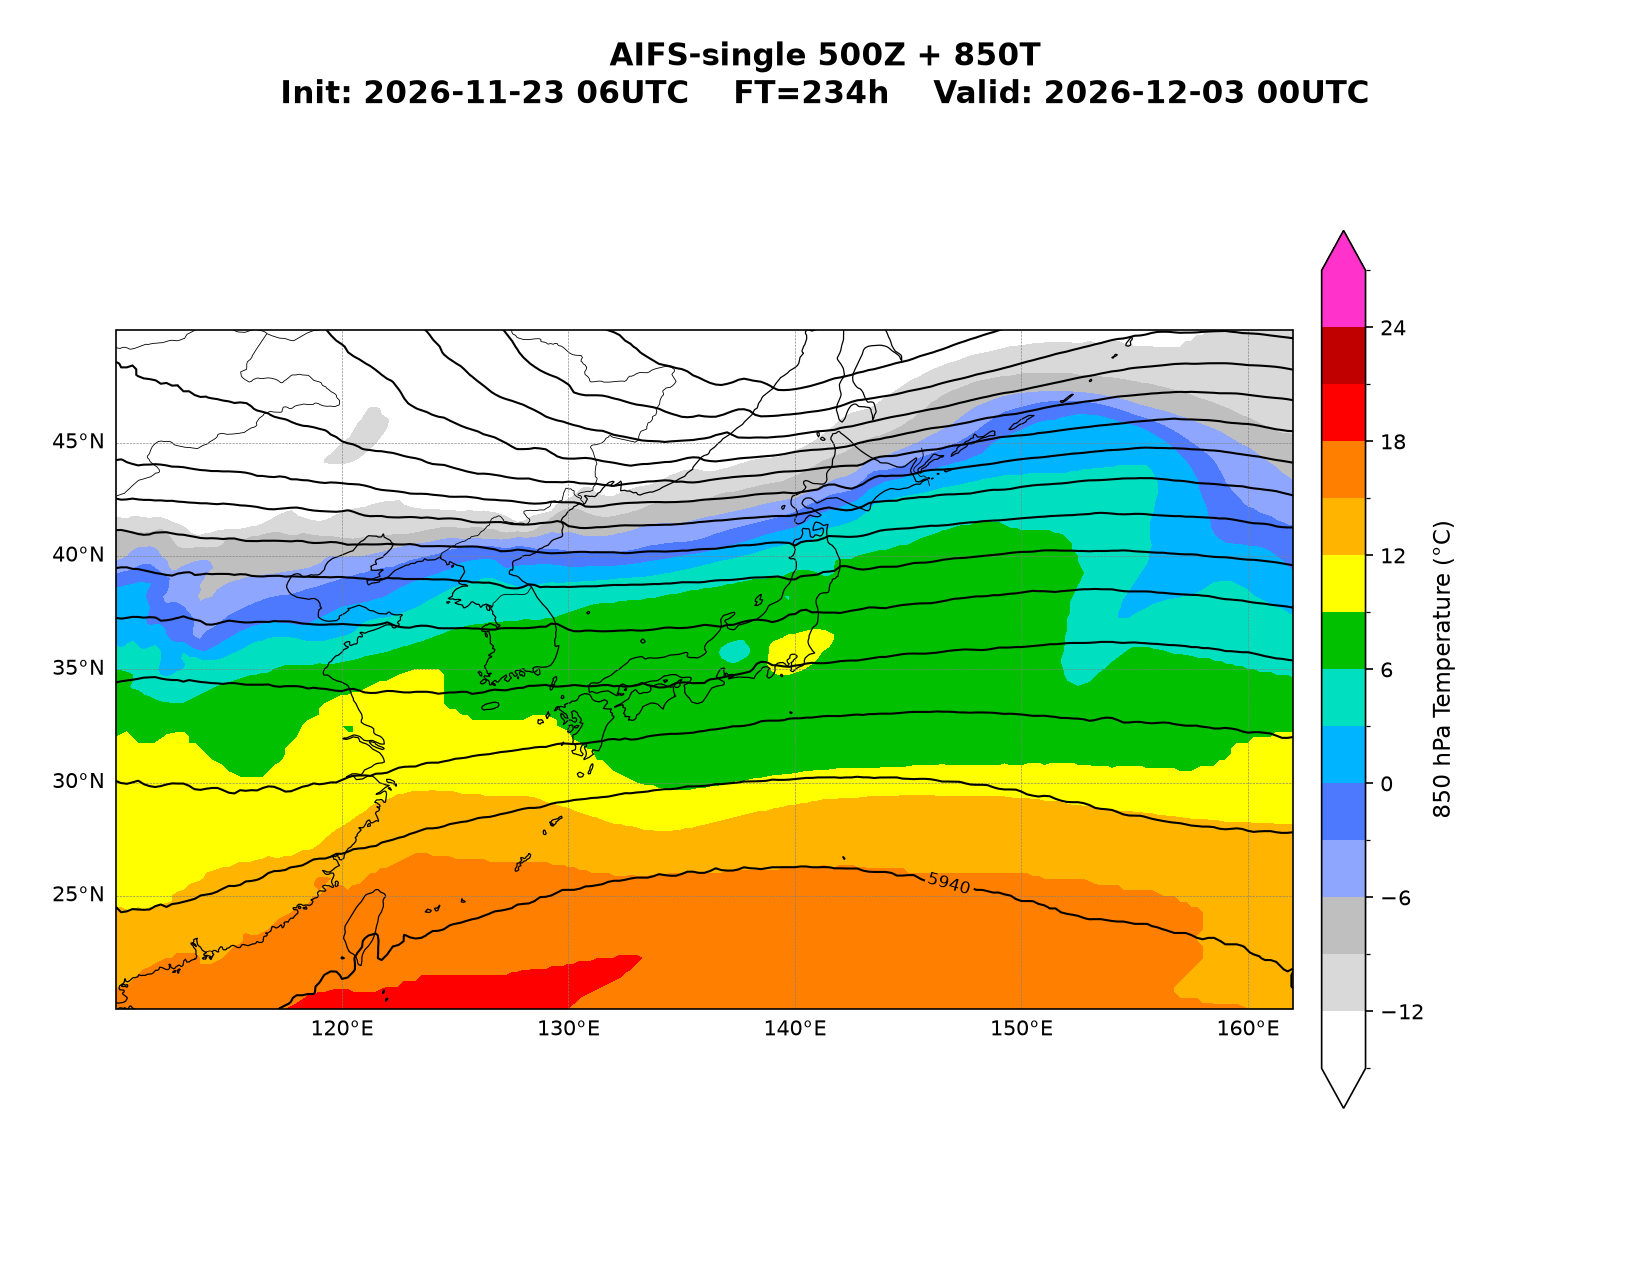 AIFS-single 500Z + 850T
Init: 2026-11-23 06UTC    FT=234h    Valid: 2026-12-03 00UTC
45°N
40°N
35°N
30°N
25°N
120°E
130°E
140°E
150°E
160°E
5940
24
18
12
6
0
−6
−12
850 hPa Temperature (°C)